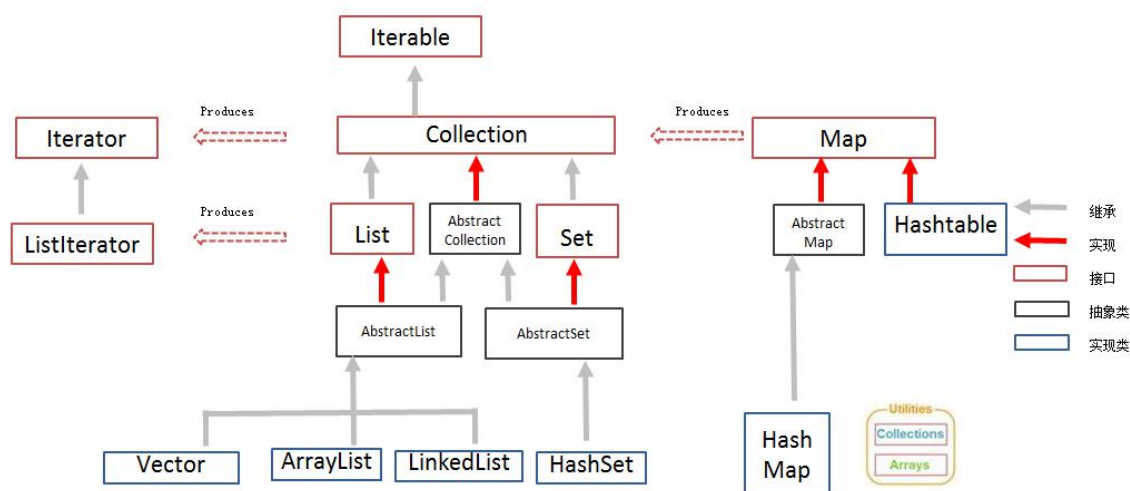 Iterable
Produces
Produces
Iterator
Collection
Map
Produces
ListIterator
List
Abstract
Collection
Set
Abstract
Map
Hashtable
继承
实现
接口
抽象类
实现类
AbstractList
AbstractSet
Utilities
Collections
Arrays
Vector
ArrayList
LinkedList
HashSet
Hash
Map